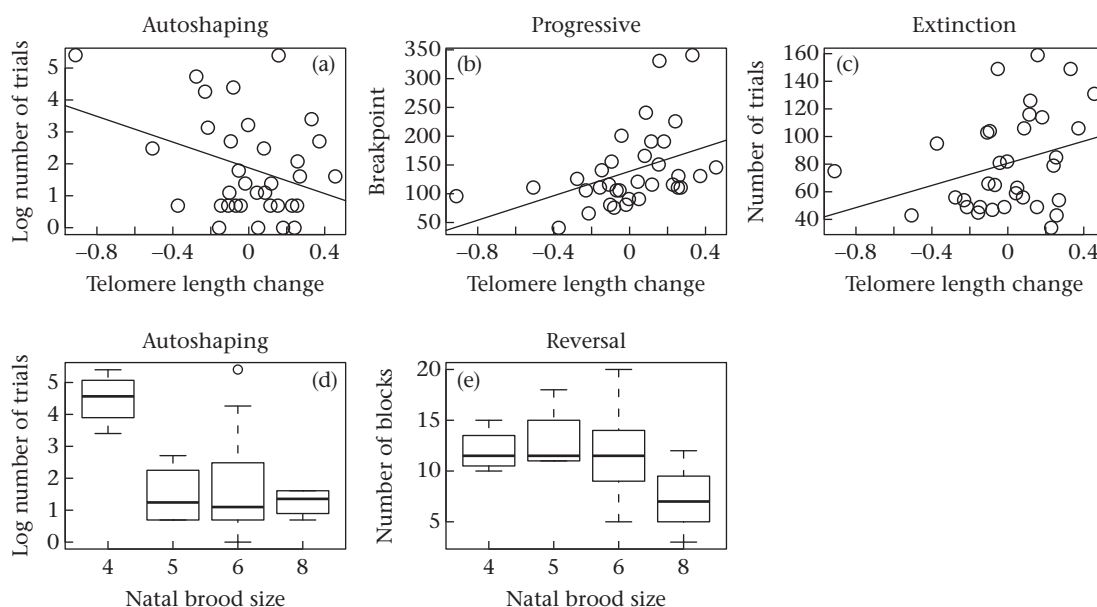 Autoshaping
Progressive
Extinction
(a)
(b)
(c)
Log number of trials
5
4
3
2
1
0
Breakpoint
350
300
250
200
150
100
50
Number of trials
160
140
120
100
80
60
40
−0.8 −0.4 0 0.4
−0.8 −0.4 0 0.4
−0.8 −0.4 0 0.4
Telomere length change
Telomere length change
Telomere length change
Autoshaping
Reversal
(d)
(e)
Log number of trials
5
4
3
2
1
0
Number of blocks
20
15
10
5
4 5 6 8
4 5 6 8
Natal brood size
Natal brood size